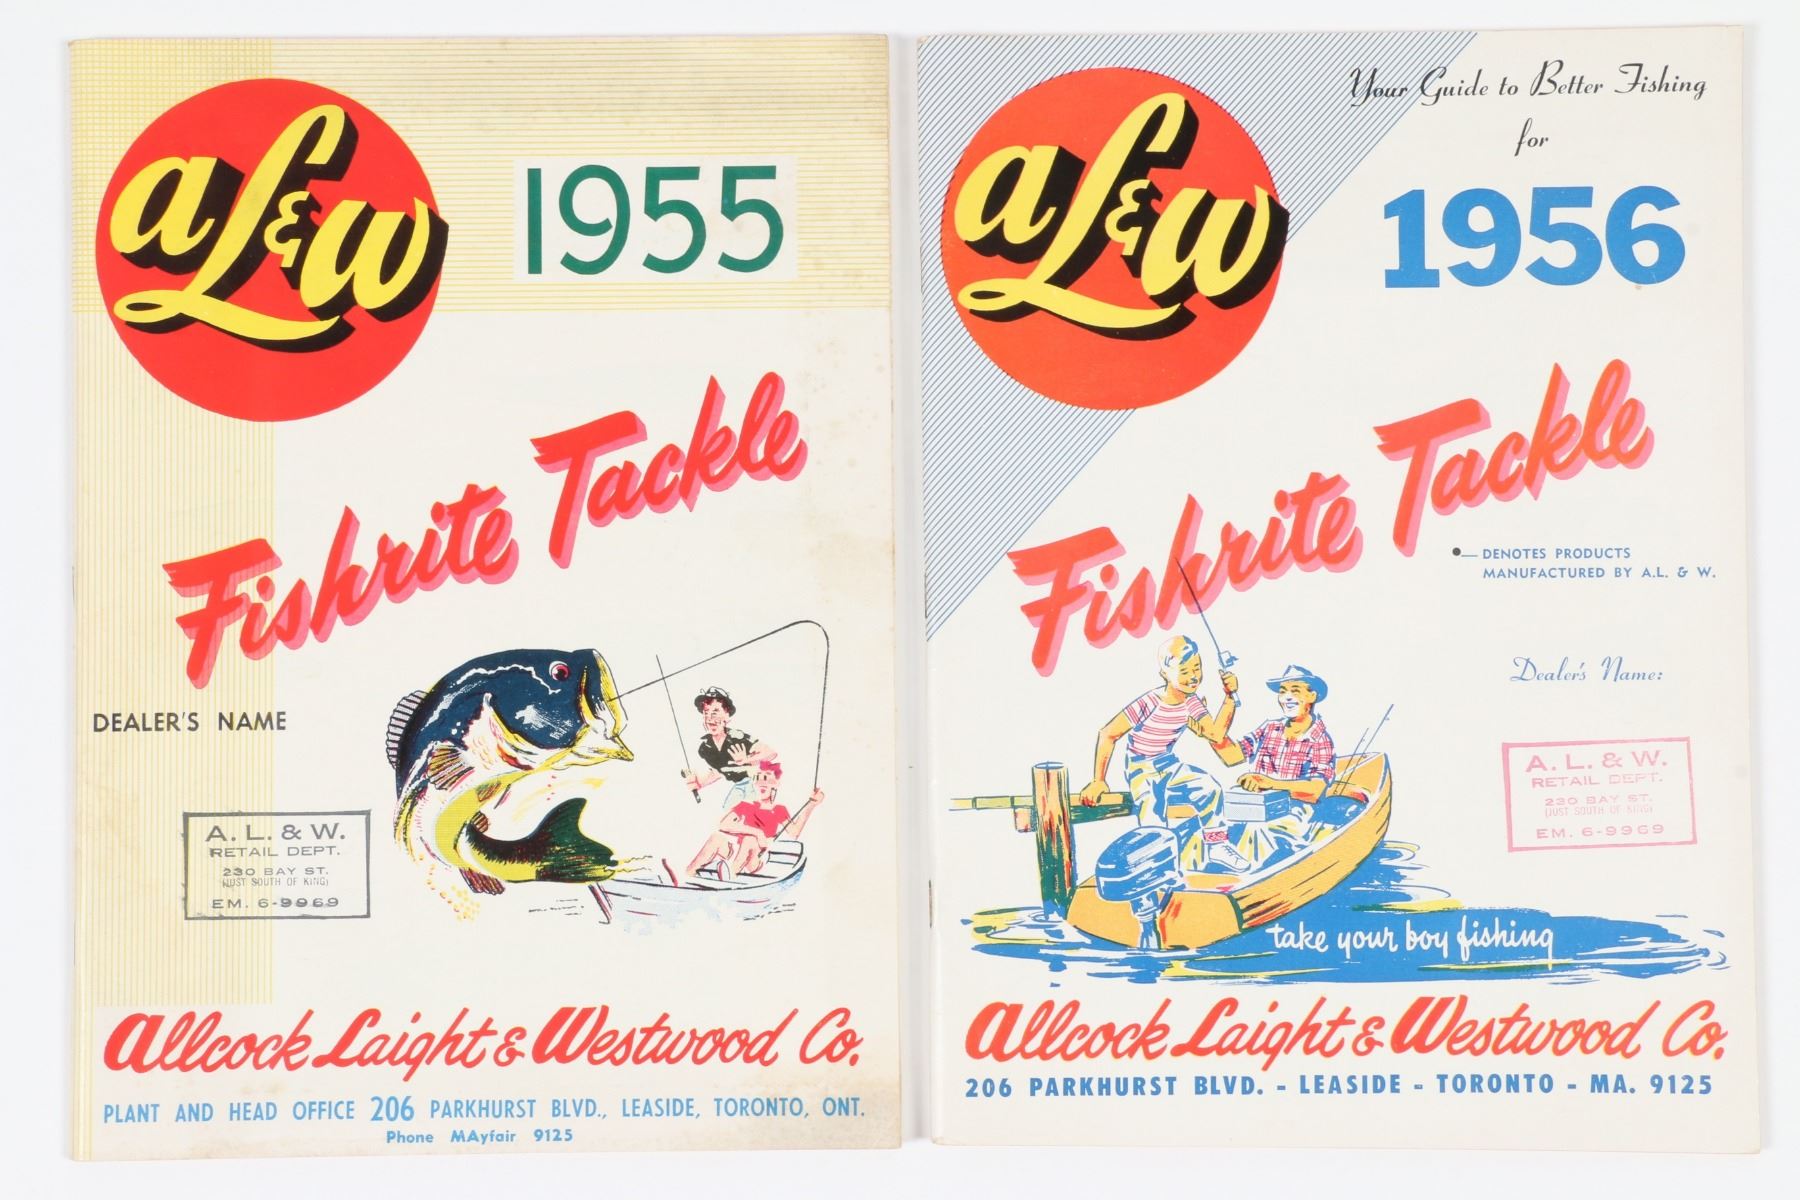 aL&W
1955
Fishrite Tackle
DEALER'S NAME
A. L. & W.
RETAIL DEPT.
230 BAY ST.
(JUST SOUTH OF KING)
EM. 6-9969
Allcock Laight & Westwood Co.
PLANT AND HEAD OFFICE 206 PARKHURST BLVD., LEASIDE, TORONTO, ONT.
Phone MAyfair 9125
Your Guide to Better Fishing
for
aL&W
1956
Fishrite Tackle
DENOTES PRODUCTS
MANUFACTURED BY A.L. & W.
Dealer's Name:
A. L. & W.
RETAIL DEPT.
230 BAY ST.
(JUST SOUTH OF KING)
EM. 6-9969
take your boy fishing
Allcock Laight & Westwood Co.
206 PARKHURST BLVD. - LEASIDE - TORONTO - MA. 9125